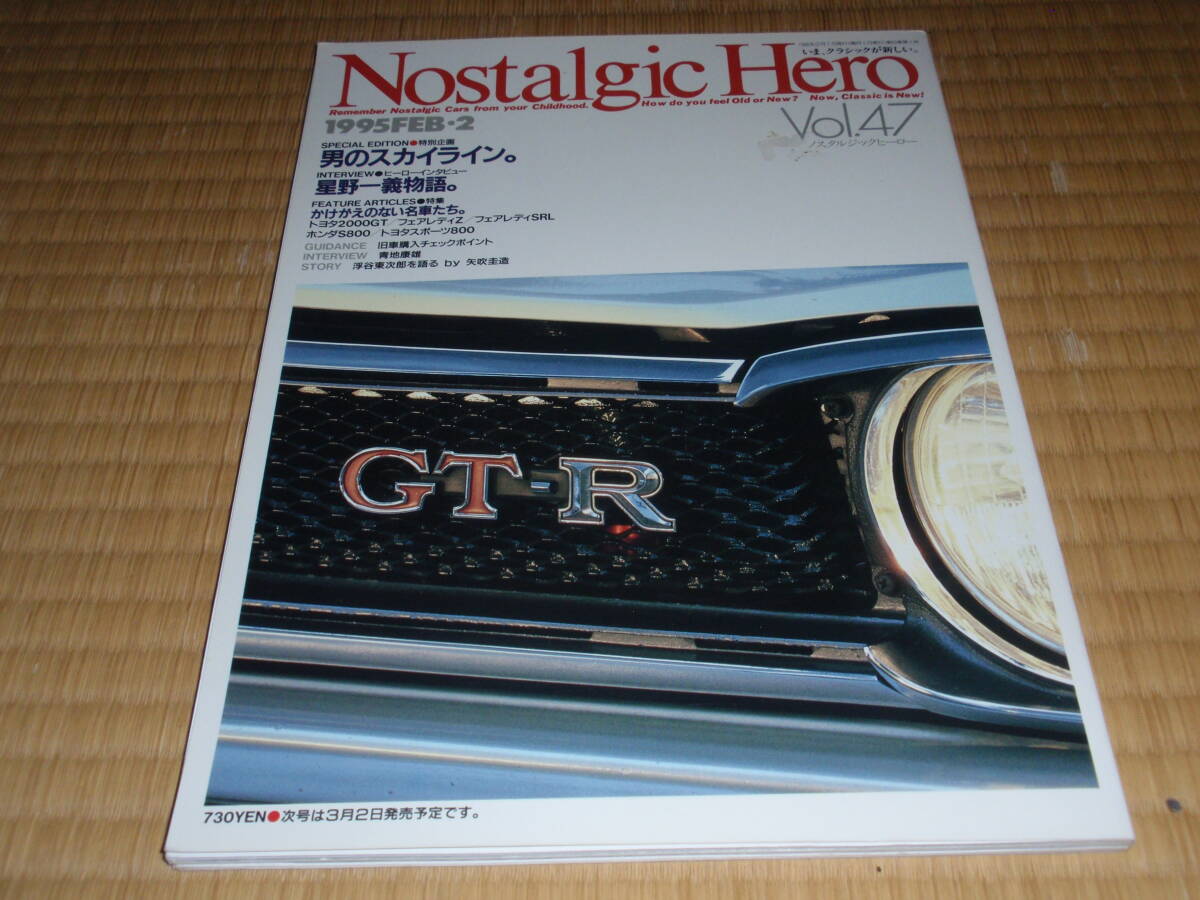 いま、クラシックが新しい。
Nostalgic Hero
Remember Nostalgic Cars from your Childhood. How do you feel Old or New? Now, Classic is New!
1995FEB・2
Vol.47
ノスタルジックヒーロー
SPECIAL EDITION●特別企画
男のスカイライン。
INTERVIEW●ヒーローインタビュー
星野一義物語。
FEATURE ARTICLES●特集
かけがえのない名車たち。
トヨタ2000GT／フェアレディZ／フェアレディSRL
ホンダS800／トヨタスポーツ800
GUIDANCE 旧車購入チェックポイント
INTERVIEW 青地康雄
STORY 浮谷東次郎を語る by 矢吹圭造
GT-R
730YEN●次号は3月2日発売予定です。